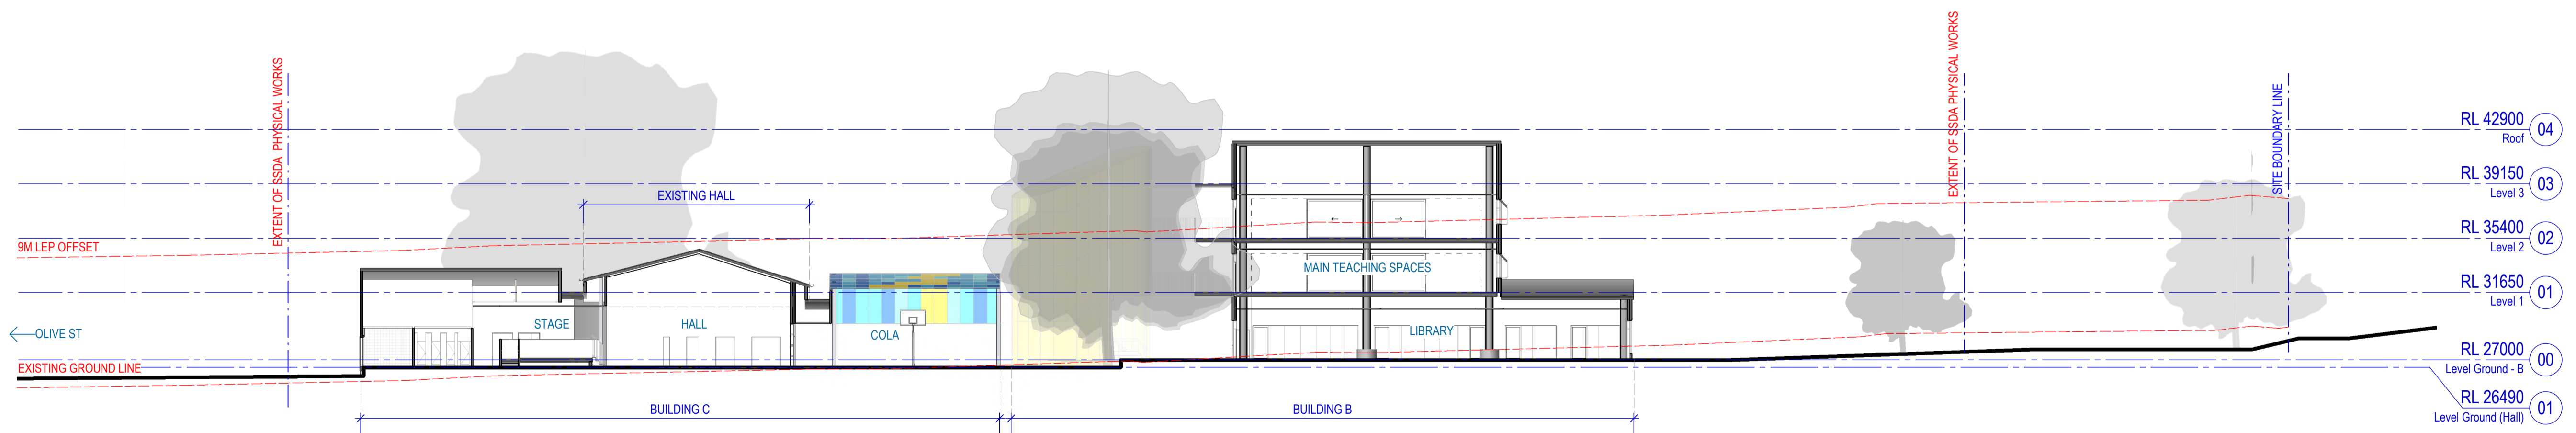 EXTENT OF SSDA PHYSICAL WORKS
EXTENT OF SSDA PHYSICAL WORKS
SITE BOUNDARY LINE
RL 42900
04
Roof
RL 39150
03
Level 3
EXISTING HALL
9M LEP OFFSET
RL 35400
02
Level 2
MAIN TEACHING SPACES
RL 31650
01
Level 1
OLIVE ST
STAGE
HALL
COLA
LIBRARY
EXISTING GROUND LINE
RL 27000
00
Level Ground - B
RL 26490
01
Level Ground (Hall)
BUILDING C
BUILDING B